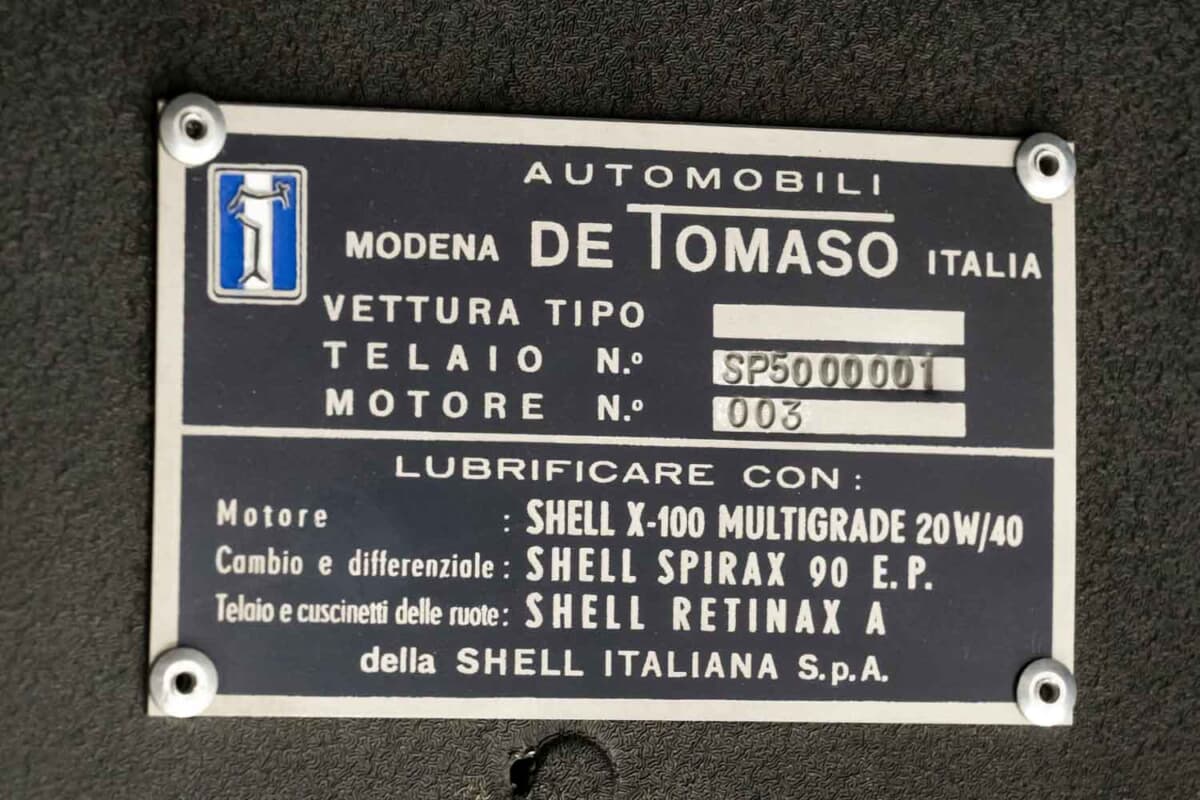 AUTOMOBILI
MODENA DE TOMASO ITALIA
VETTURA TIPO
TELAIO N.º SP5000001
MOTORE N.º 003
LUBRIFICARE CON:
Motore : SHELL X-100 MULTIGRADE 20W/40
Cambio e differenziale: SHELL SPIRAX 90 E.P.
Telaio e cuscinetti delle ruote: SHELL RETINAX A
della SHELL ITALIANA S.p.A.